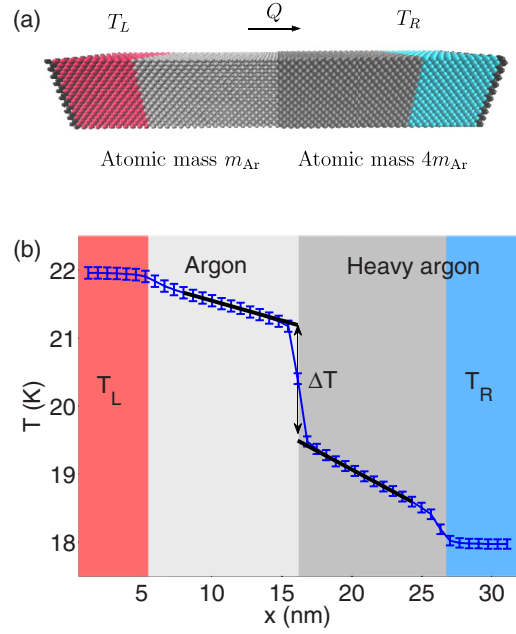 (a)
T_L
Q
T_R
Atomic mass m_Ar
Atomic mass 4m_Ar
(b)
Argon
Heavy argon
T_L
ΔT
T_R
T (K)
22
21
20
19
18
5
10
15
20
25
30
x (nm)